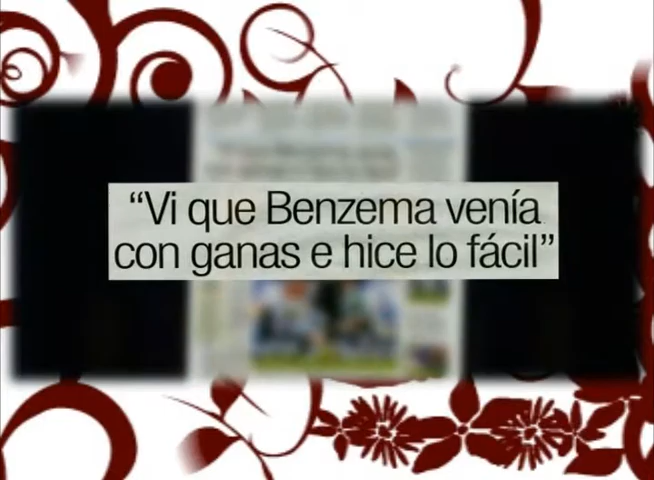 “Vi que Benzema venía
con ganas e hice lo fácil”